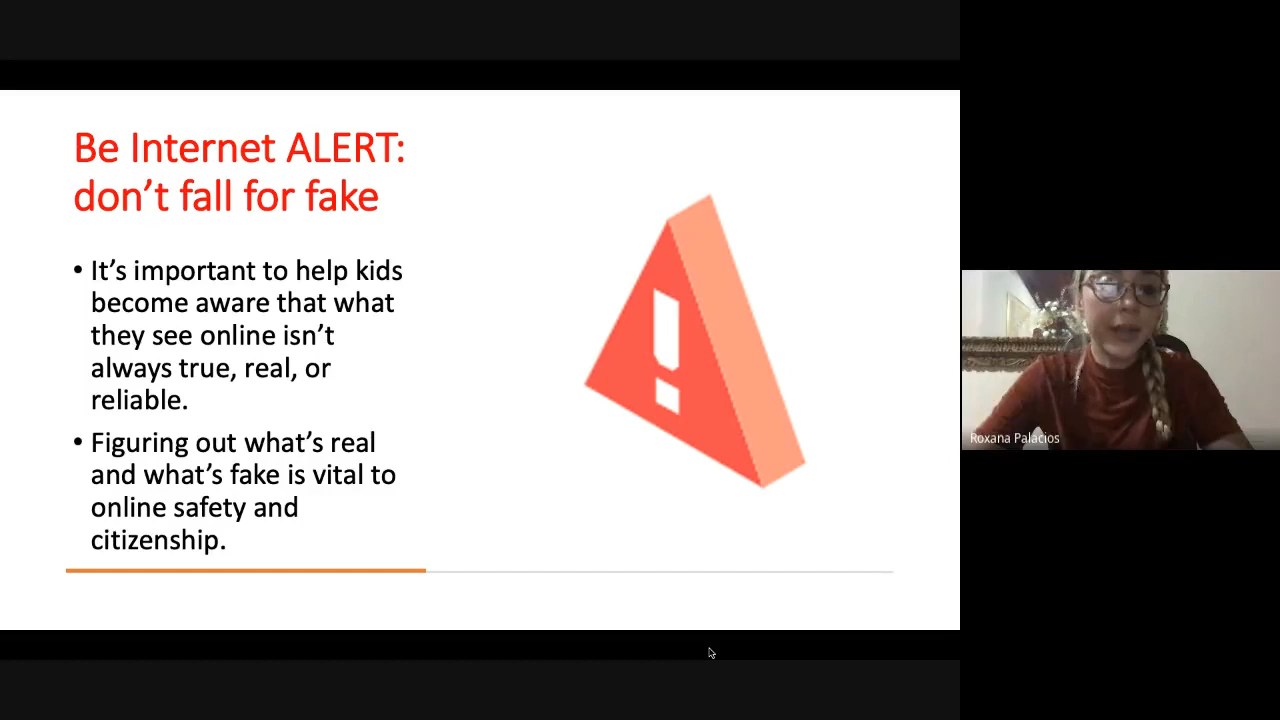 Be Internet ALERT:
don’t fall for fake
• It’s important to help kids
become aware that what
they see online isn’t
always true, real, or
reliable.
• Figuring out what’s real
and what’s fake is vital to
online safety and
citizenship.
!
Roxana Palacios